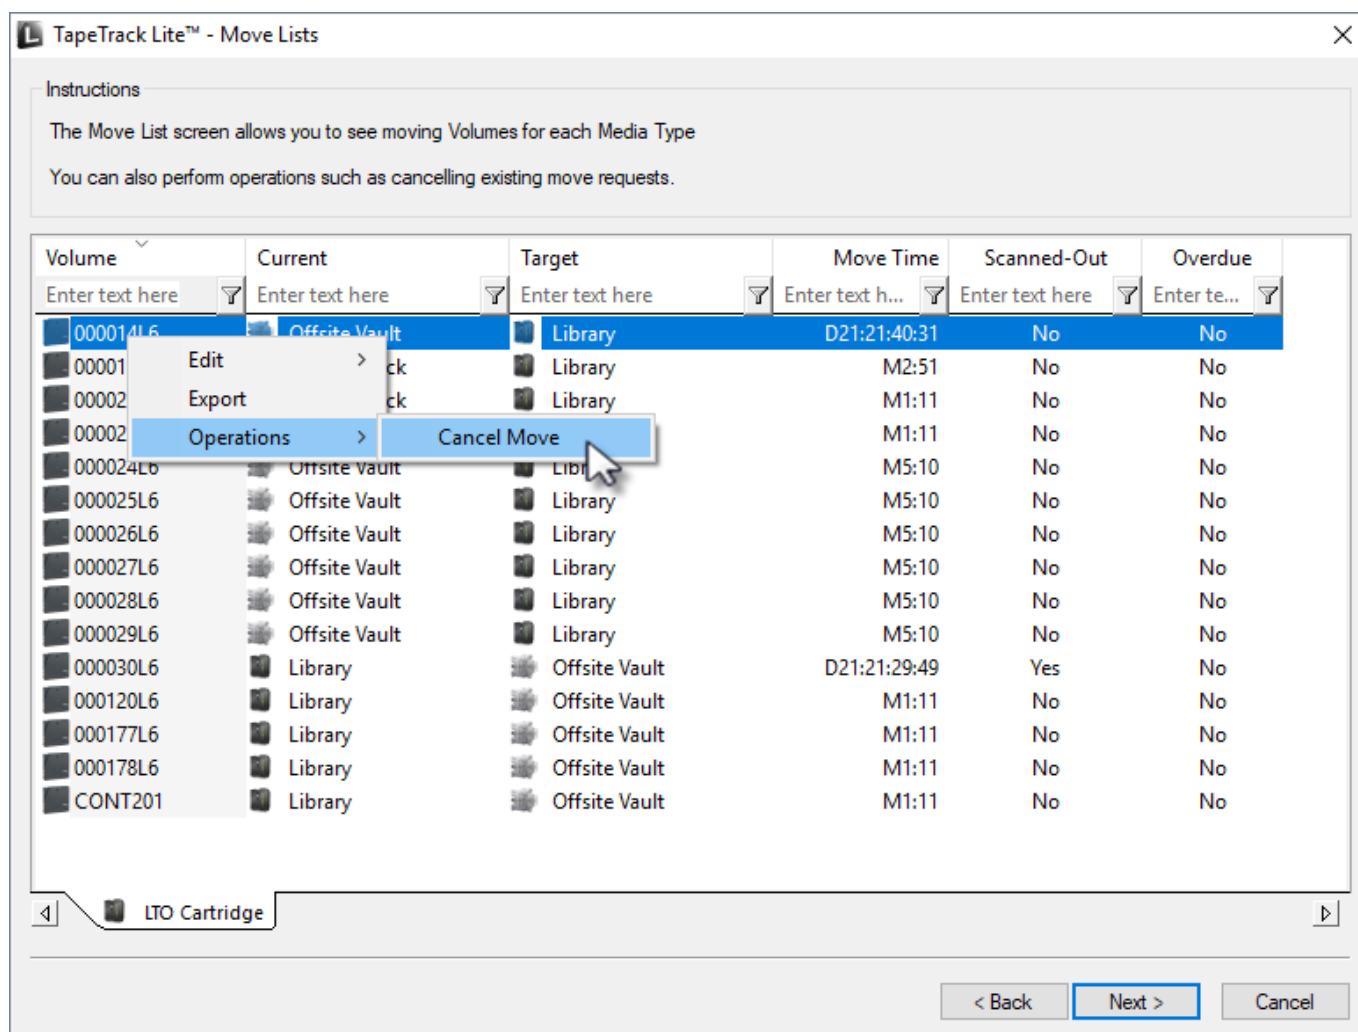 TapeTrack Lite™ - Move Lists
Instructions
The Move List screen allows you to see moving Volumes for each Media Type
You can also perform operations such as cancelling existing move requests.
Volume Current Target Move Time Scanned-Out Overdue
Enter text here Enter text here Enter text here Enter text h... Enter text here Enter te...
000014L6 Offsite Vault Library D21:21:40:31 No No
Library M2:51 No No
Library M1:11 No No
M1:11 No No
000024L6 Offsite Vault M5:10 No No
000025L6 Offsite Vault Library M5:10 No No
000026L6 Offsite Vault Library M5:10 No No
000027L6 Offsite Vault Library M5:10 No No
000028L6 Offsite Vault Library M5:10 No No
000029L6 Offsite Vault Library M5:10 No No
000030L6 Library Offsite Vault D21:21:29:49 Yes No
000120L6 Library Offsite Vault M1:11 No No
000177L6 Library Offsite Vault M1:11 No No
000178L6 Library Offsite Vault M1:11 No No
CONT201 Library Offsite Vault M1:11 No No
Edit
Export
Operations
Cancel Move
LTO Cartridge
< Back Next > Cancel